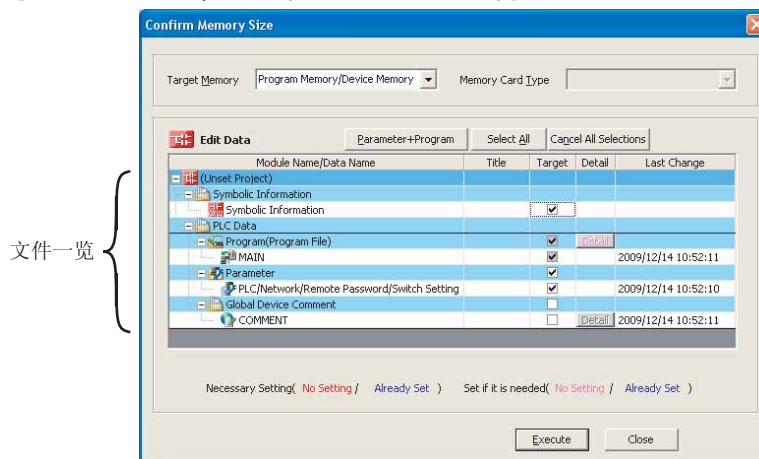 Confirm Memory Size
Target Memory Program Memory/Device Memory Memory Card Type
Edit Data Parameter+Program Select All Cancel All Selections
Module Name/Data Name Title Target Detail Last Change
(Unset Project)
Symbolic Information
Symbolic Information
PLC Data
Program(Program File) Detail
MAIN 2009/12/14 10:52:11
Parameter
PLC/Network/Remote Password/Switch Setting 2009/12/14 10:52:10
Global Device Comment
COMMENT Detail 2009/12/14 10:52:11
文件一览
Necessary Setting( No Setting / Already Set ) Set if it is needed( No Setting / Already Set )
Execute Close